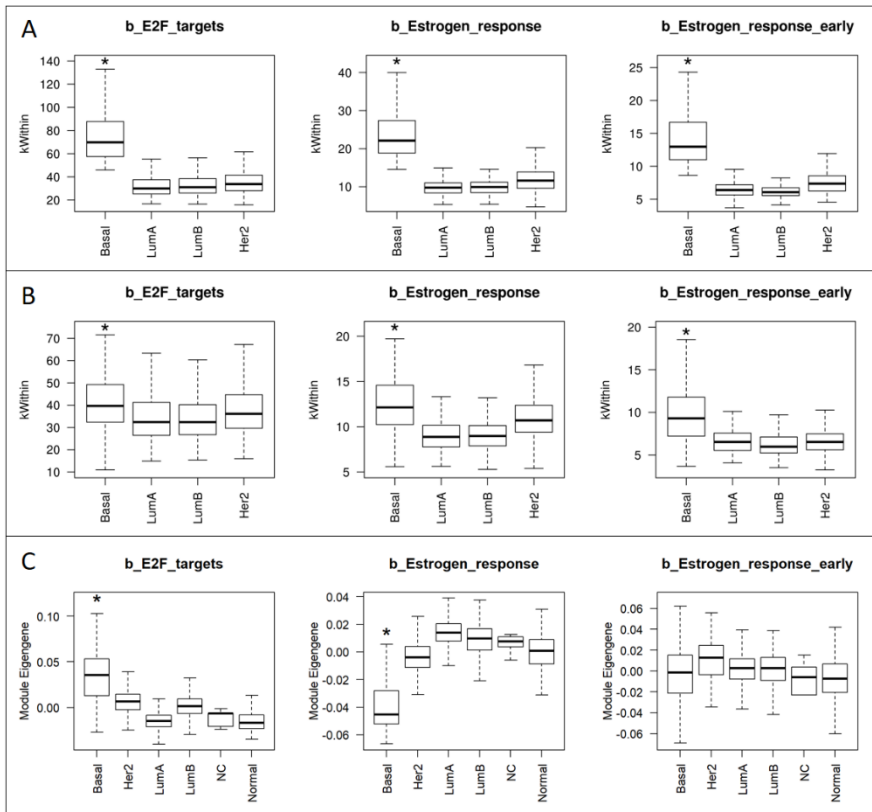 A
b_E2F_targets
kWithin
140
120
100
80
60
40
20
*
Basal
LumA
LumB
Her2
b_Estrogen_response
kWithin
40
30
20
10
*
Basal
LumA
LumB
Her2
b_Estrogen_response_early
kWithin
25
20
15
10
5
*
Basal
LumA
LumB
Her2
B
b_E2F_targets
kWithin
70
60
50
40
30
20
10
*
Basal
LumA
LumB
Her2
b_Estrogen_response
kWithin
20
15
10
5
*
Basal
LumA
LumB
Her2
b_Estrogen_response_early
kWithin
20
15
10
5
*
Basal
LumA
LumB
Her2
C
b_E2F_targets
Module Eigengene
0.10
0.05
0.00
*
Basal
Her2
LumA
LumB
NC
Normal
b_Estrogen_response
Module Eigengene
0.04
0.02
0.00
-0.02
-0.04
-0.06
*
Basal
Her2
LumA
LumB
NC
Normal
b_Estrogen_response_early
Module Eigengene
0.06
0.04
0.02
0.00
-0.02
-0.04
-0.06
Basal
Her2
LumA
LumB
NC
Normal